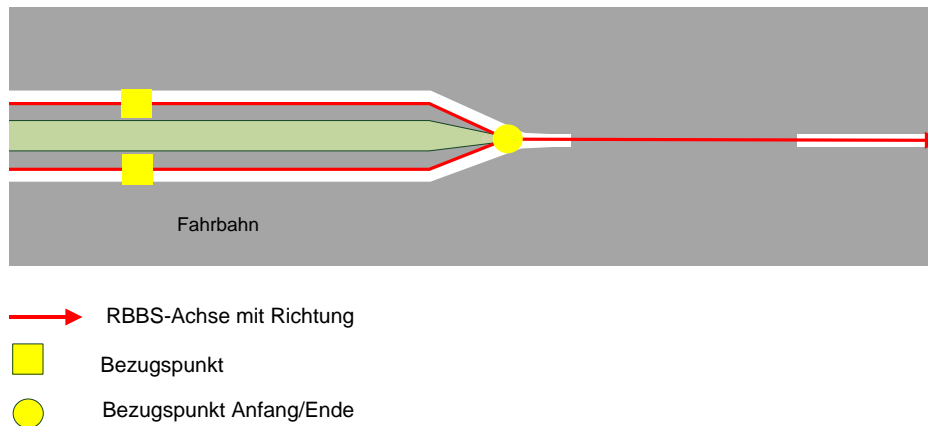 Fahrbahn
RBBS-Achse mit Richtung
Bezugspunkt
Bezugspunkt Anfang/Ende